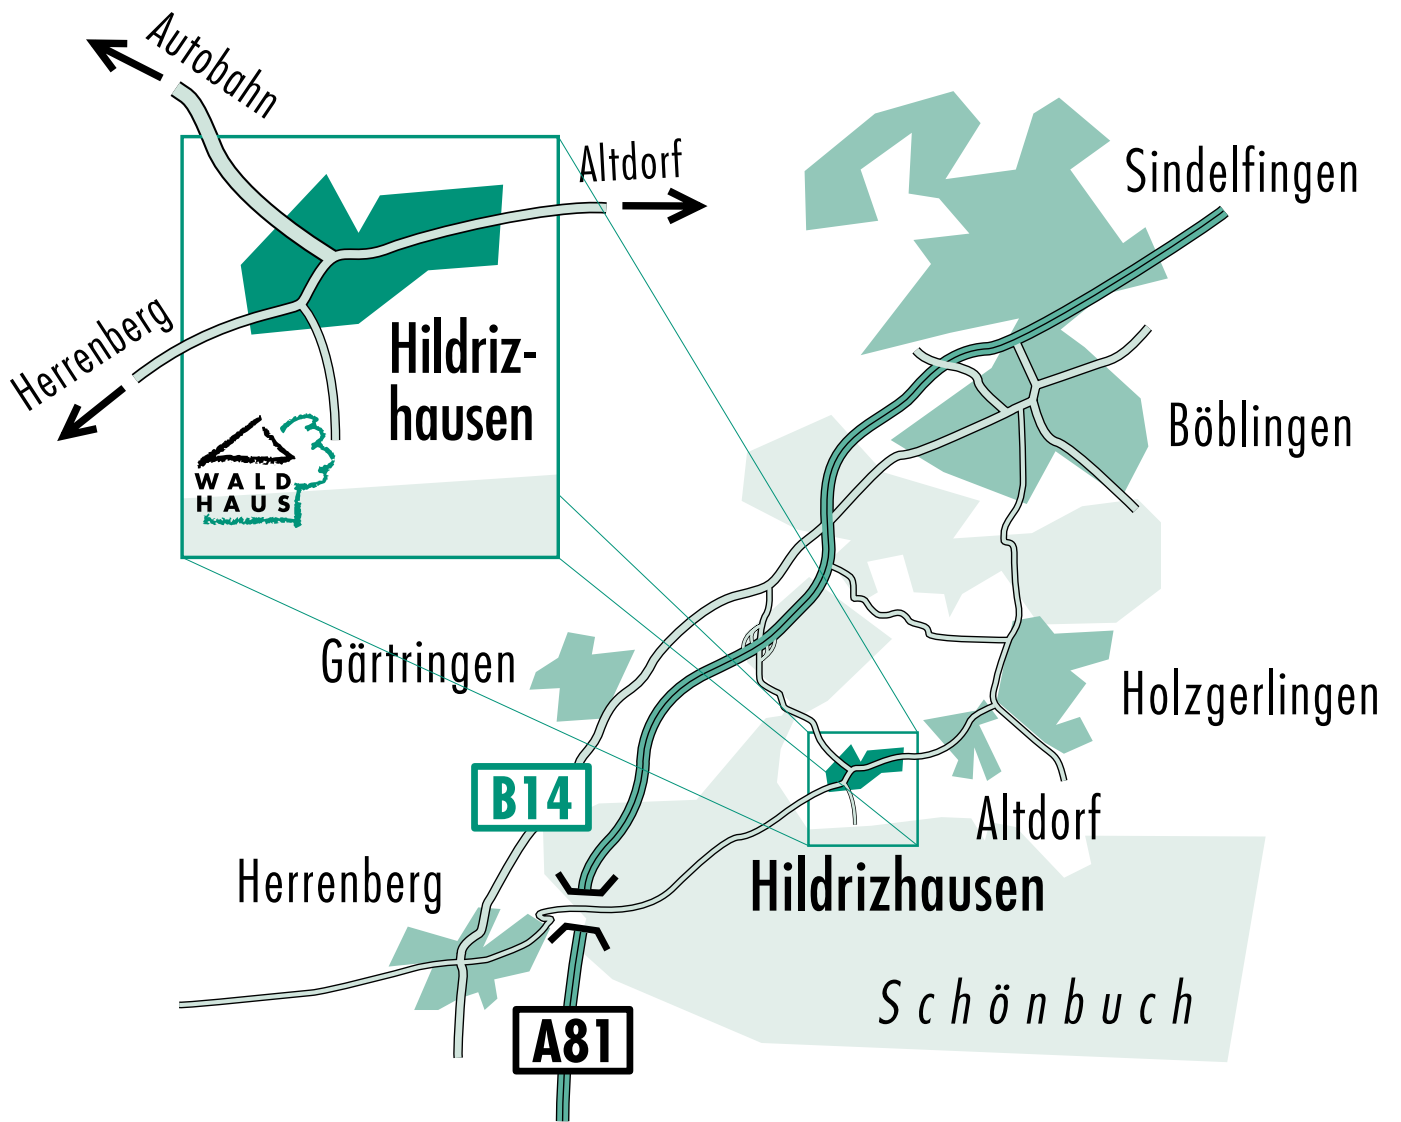 Autobahn
Altdorf
Sindelfingen
Herrenberg
Hildriz-
hausen
Böblingen
WALD
HAUS
Gärtringen
Holzgerlingen
B14
Altdorf
Herrenberg
Hildrizhausen
Schönbuch
A81